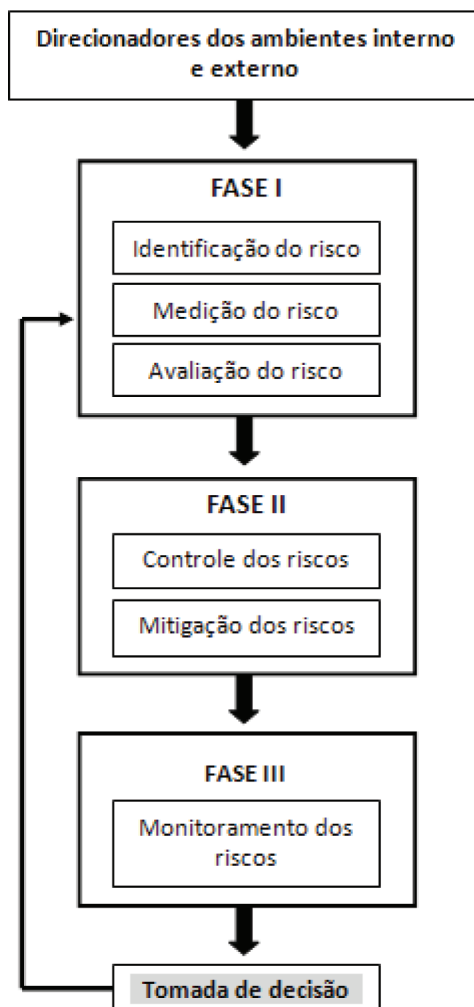 Direcionadores dos ambientes interno
e externo
FASE I
Identificação do risco
Medição do risco
Avaliação do risco
FASE II
Controle dos riscos
Mitigação dos riscos
FASE III
Monitoramento dos
riscos
Tomada de decisão